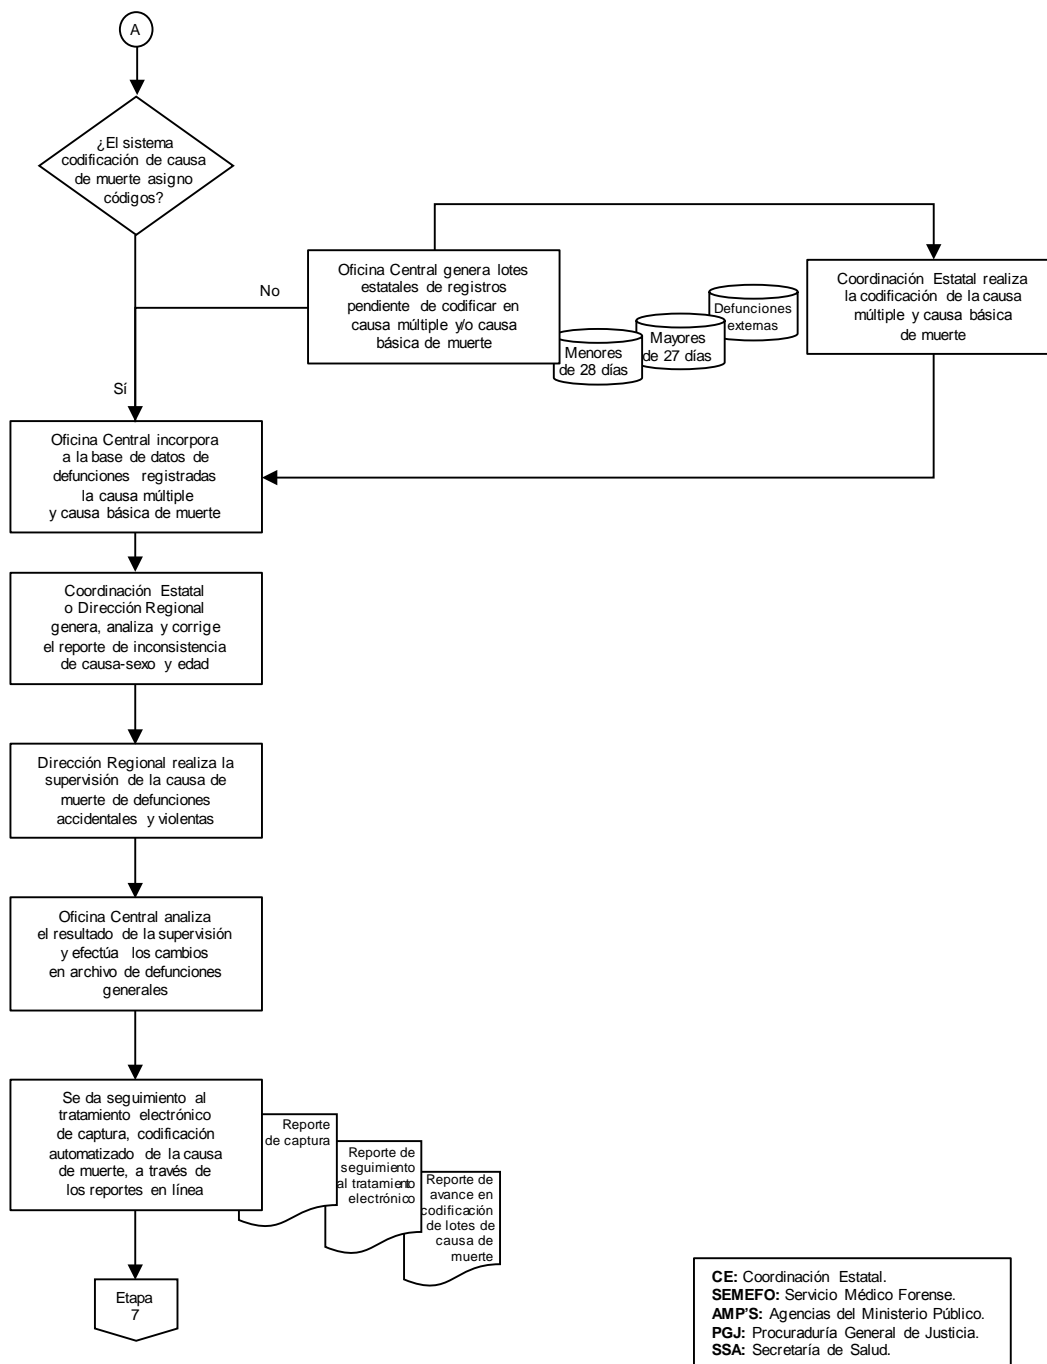 A
¿El sistema
codificación de causa
de muerte asigno
códigos?
No
Sí
Oficina Central genera lotes
estatales de registros
pendiente de codificar en
causa múltiple y/o causa
básica de muerte
Menores
de 28 días
Mayores
de 27 días
Defunciones
externas
Coordinación Estatal realiza
la codificación de la causa
múltiple y causa básica
de muerte
Oficina Central incorpora
a la base de datos de
defunciones registradas
la causa múltiple
y causa básica de muerte
Coordinación Estatal
o Dirección Regional
genera, analiza y corrige
el reporte de inconsistencia
de causa-sexo y edad
Dirección Regional realiza la
supervisión de la causa de
muerte de defunciones
accidentales y violentas
Oficina Central analiza
el resultado de la supervisión
y efectúa los cambios
en archivo de defunciones
generales
Se da seguimiento al
tratamiento electrónico
de captura, codificación
automatizado de la causa
de muerte, a través de
los reportes en línea
Reporte
de captura
Reporte de
seguimiento
al tratamiento
electrónico
Reporte de
avance en
codificación
de lotes de
causa de
muerte
Etapa
7
CE: Coordinación Estatal.
SEMEFO: Servicio Médico Forense.
AMP'S: Agencias del Ministerio Público.
PGJ: Procuraduría General de Justicia.
SSA: Secretaría de Salud.